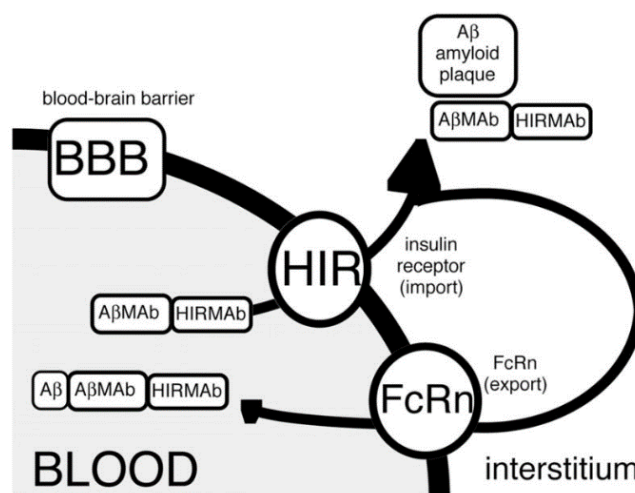 Aβ
amyloid
plaque
AβMAb HIRMAb
blood-brain barrier
BBB
HIR
insulin
receptor
(import)
AβMAb HIRMAb
FcRn
(export)
Aβ AβMAb HIRMAb
FcRn
BLOOD
interstitium